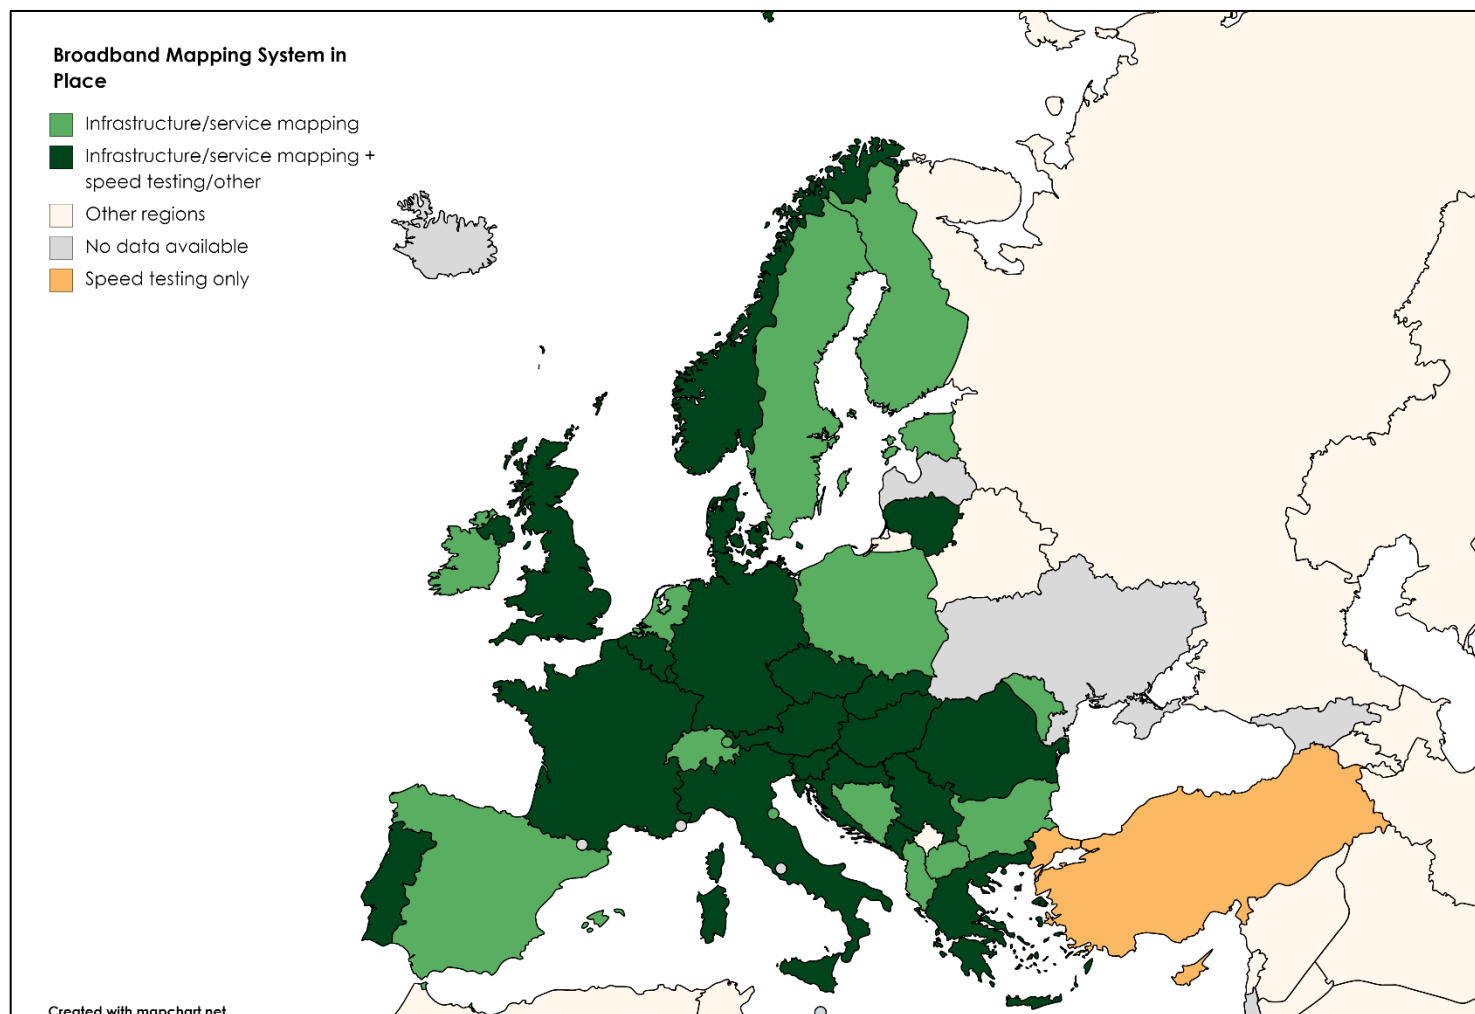 Broadband Mapping System in
Place
Infrastructure/service mapping
Infrastructure/service mapping +
speed testing/other
Other regions
No data available
Speed testing only
Created with mapchart.net